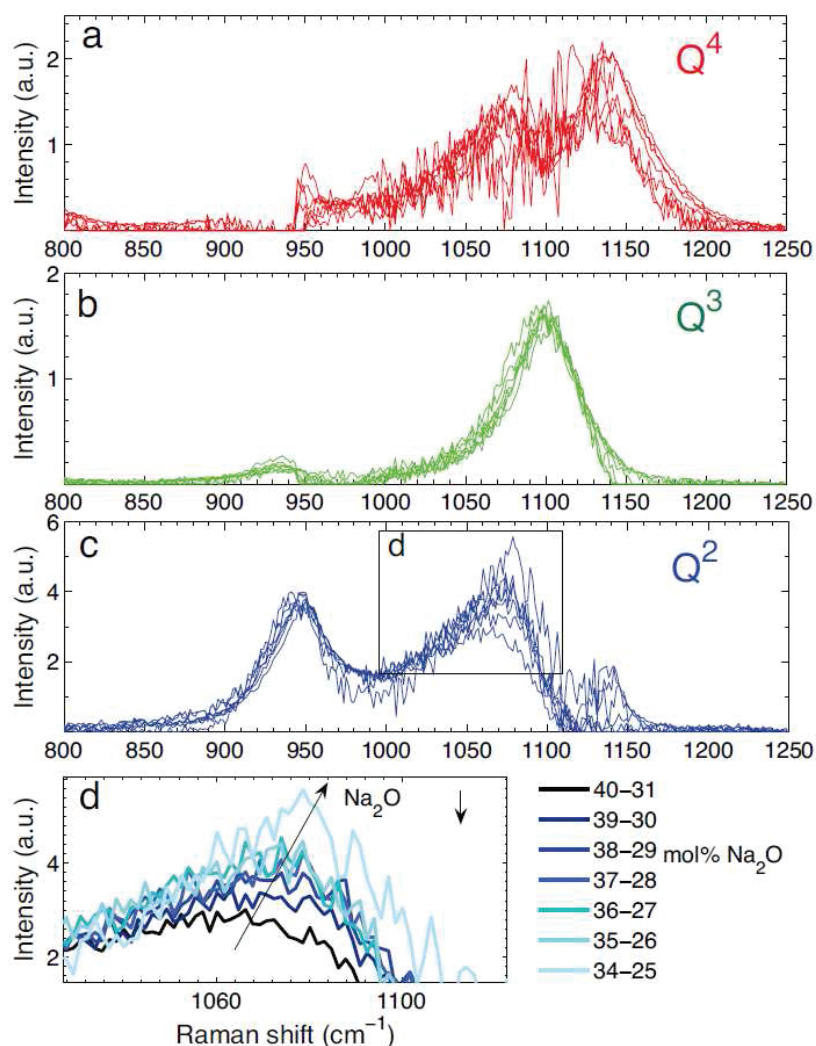 a
Q⁴
Intensity (a.u.)
2
1
800 850 900 950 1000 1050 1100 1150 1200 1250
b
Q³
Intensity (a.u.)
2
1
800 850 900 950 1000 1050 1100 1150 1200 1250
c
d
Q²
Intensity (a.u.)
6
4
2
800 850 900 950 1000 1050 1100 1150 1200 1250
d
Na₂O
Intensity (a.u.)
4
2
1060 1100
Raman shift (cm⁻¹)
40–31
39–30
38–29 mol% Na₂O
37–28
36–27
35–26
34–25